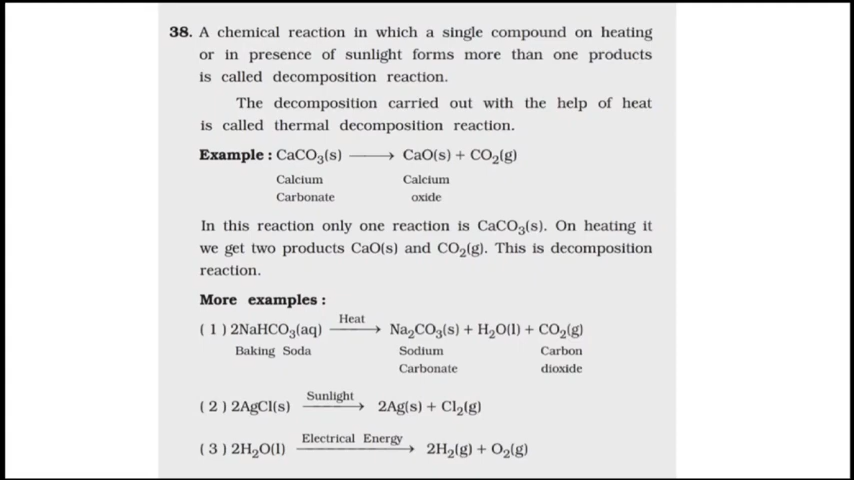 38. A chemical reaction in which a single compound on heating
or in presence of sunlight forms more than one products
is called decomposition reaction.
The decomposition carried out with the help of heat
is called thermal decomposition reaction.
Example : CaCO₃(s) ⟶ CaO(s) + CO₂(g)
Calcium Calcium
Carbonate oxide
In this reaction only one reaction is CaCO₃(s). On heating it
we get two products CaO(s) and CO₂(g). This is decomposition
reaction.
More examples :
Heat
( 1 ) 2NaHCO₃(aq) ⟶ Na₂CO₃(s) + H₂O(l) + CO₂(g)
Baking Soda Sodium Carbon
Carbonate dioxide
Sunlight
( 2 ) 2AgCl(s) ⟶ 2Ag(s) + Cl₂(g)
Electrical Energy
( 3 ) 2H₂O(l) ⟶ 2H₂(g) + O₂(g)